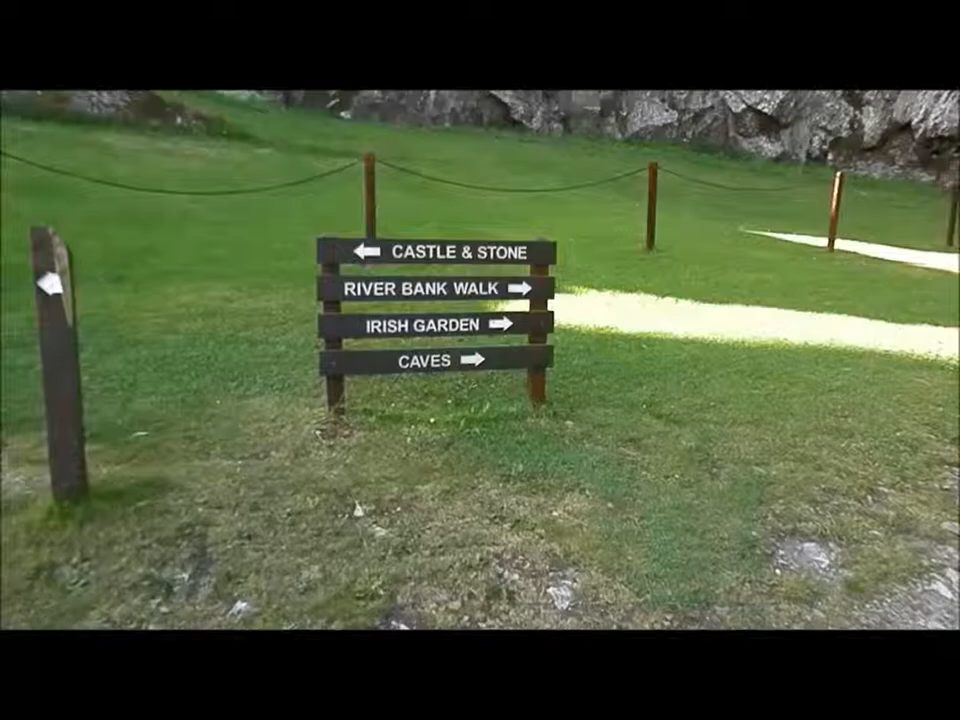 ← CASTLE & STONE
RIVER BANK WALK →
IRISH GARDEN →
CAVES →